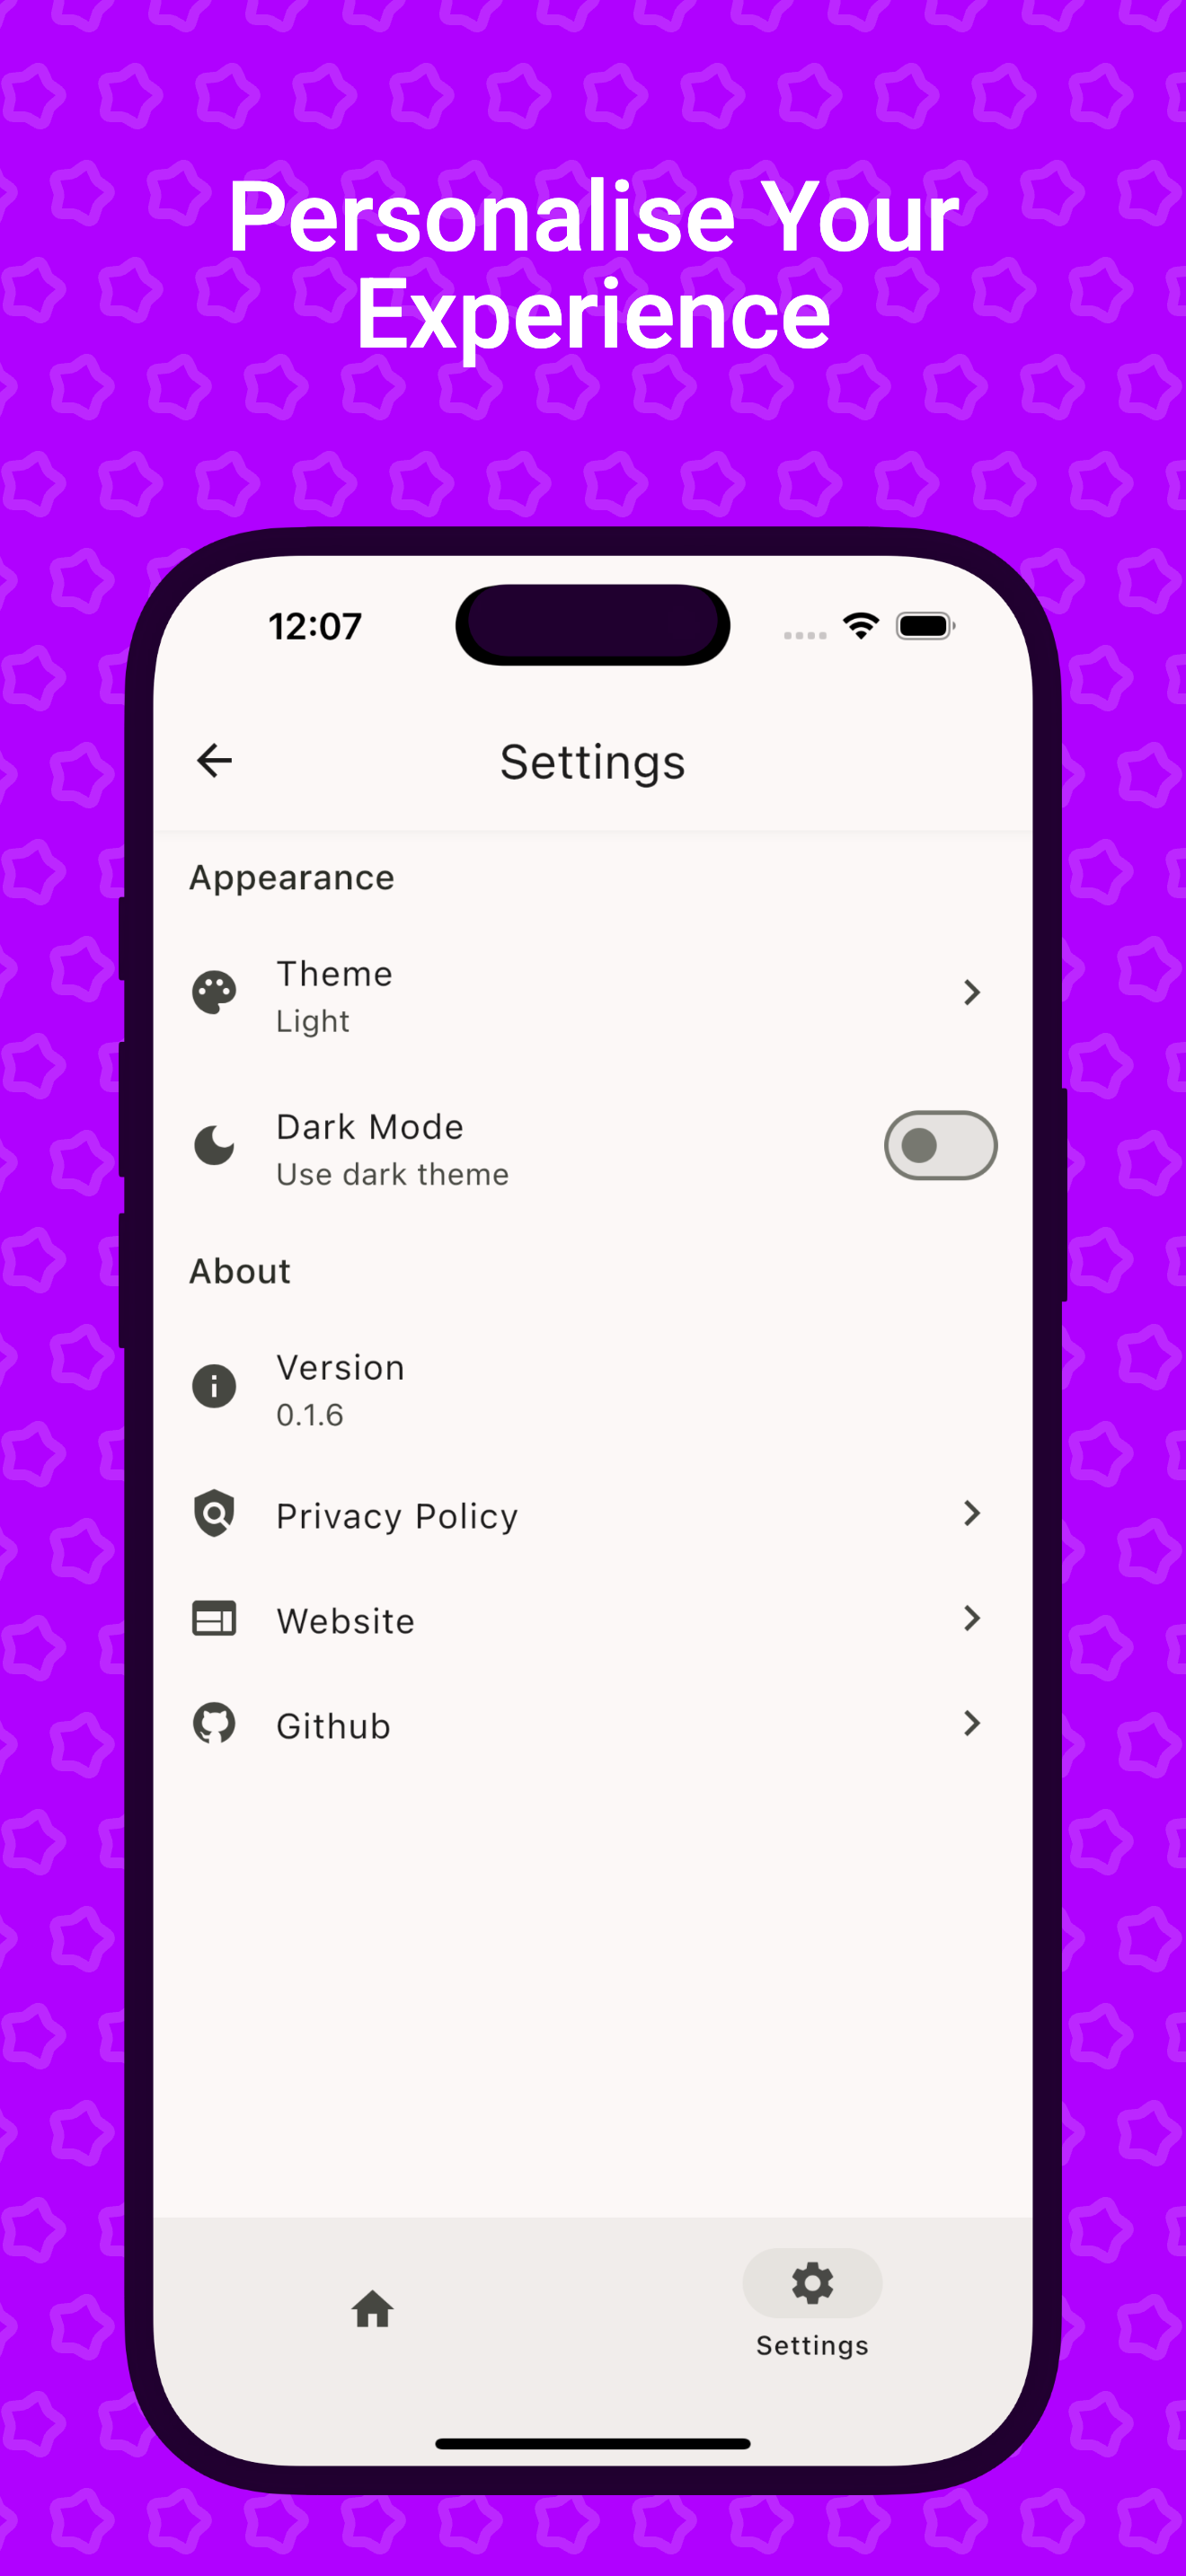 Personalise Your
Experience
12:07
Settings
Appearance
Theme
Light
Dark Mode
Use dark theme
About
Version
0.1.6
Privacy Policy
Website
Github
Settings